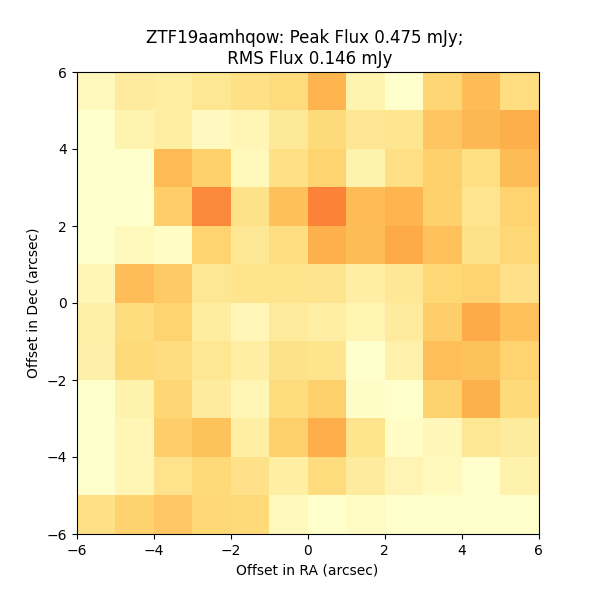 ZTF19aamhqow: Peak Flux 0.475 mJy;
RMS Flux 0.146 mJy
6
4
2
0
−2
−4
−6
Offset in Dec (arcsec)
−6 −4 −2 0 2 4 6
Offset in RA (arcsec)